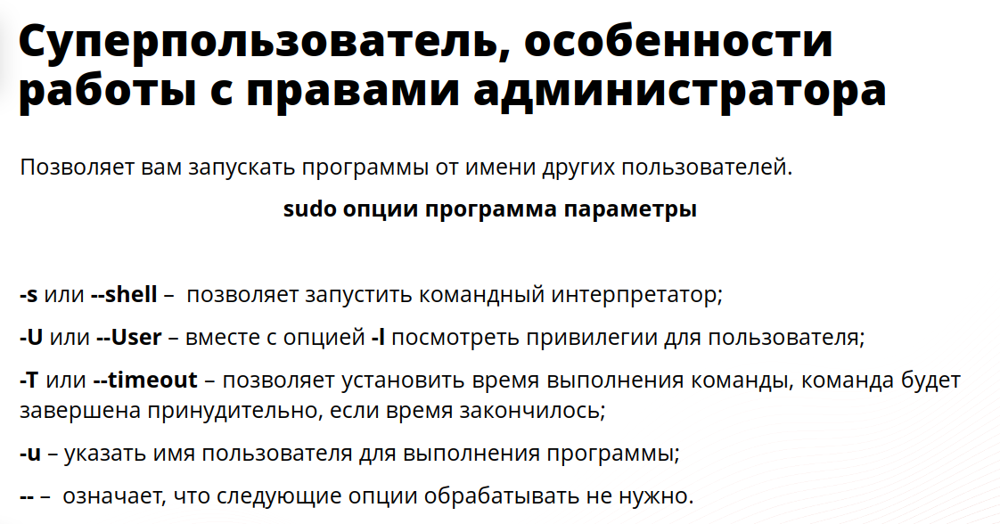 Суперпользователь, особенности
работы с правами администратора
Позволяет вам запускать программы от имени других пользователей.
sudo опции программа параметры
-s или --shell – позволяет запустить командный интерпретатор;
-U или --User – вместе с опцией -l посмотреть привилегии для пользователя;
-T или --timeout – позволяет установить время выполнения команды, команда будет
завершена принудительно, если время закончилось;
-u – указать имя пользователя для выполнения программы;
-- – означает, что следующие опции обрабатывать не нужно.